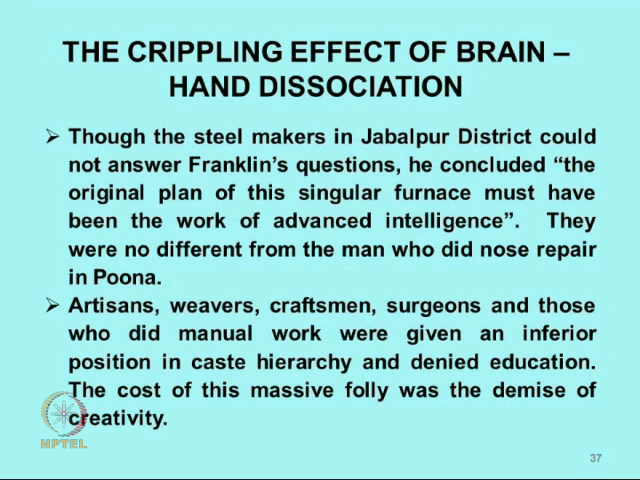 THE CRIPPLING EFFECT OF BRAIN –
HAND DISSOCIATION
➢ Though the steel makers in Jabalpur District could
not answer Franklin's questions, he concluded “the
original plan of this singular furnace must have
been the work of advanced intelligence”. They
were no different from the man who did nose repair
in Poona.
➢ Artisans, weavers, craftsmen, surgeons and those
who did manual work were given an inferior
position in caste hierarchy and denied education.
The cost of this massive folly was the demise of
creativity.
NPTEL
37